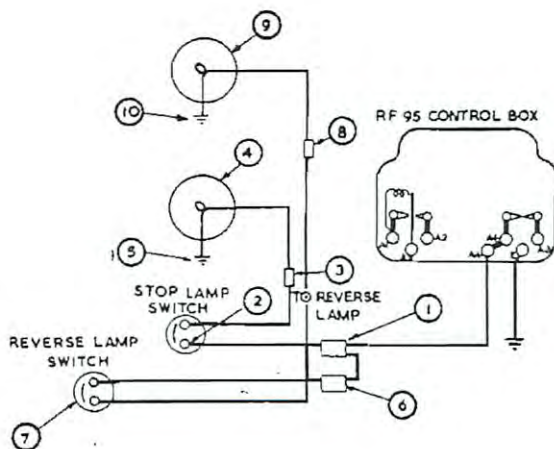 9
10
RF 95 CONTROL BOX
4
8
A2
5
3
STOP LAMP
SWITCH
2
TO REVERSE
LAMP
1
REVERSE LAMP
SWITCH
7
6